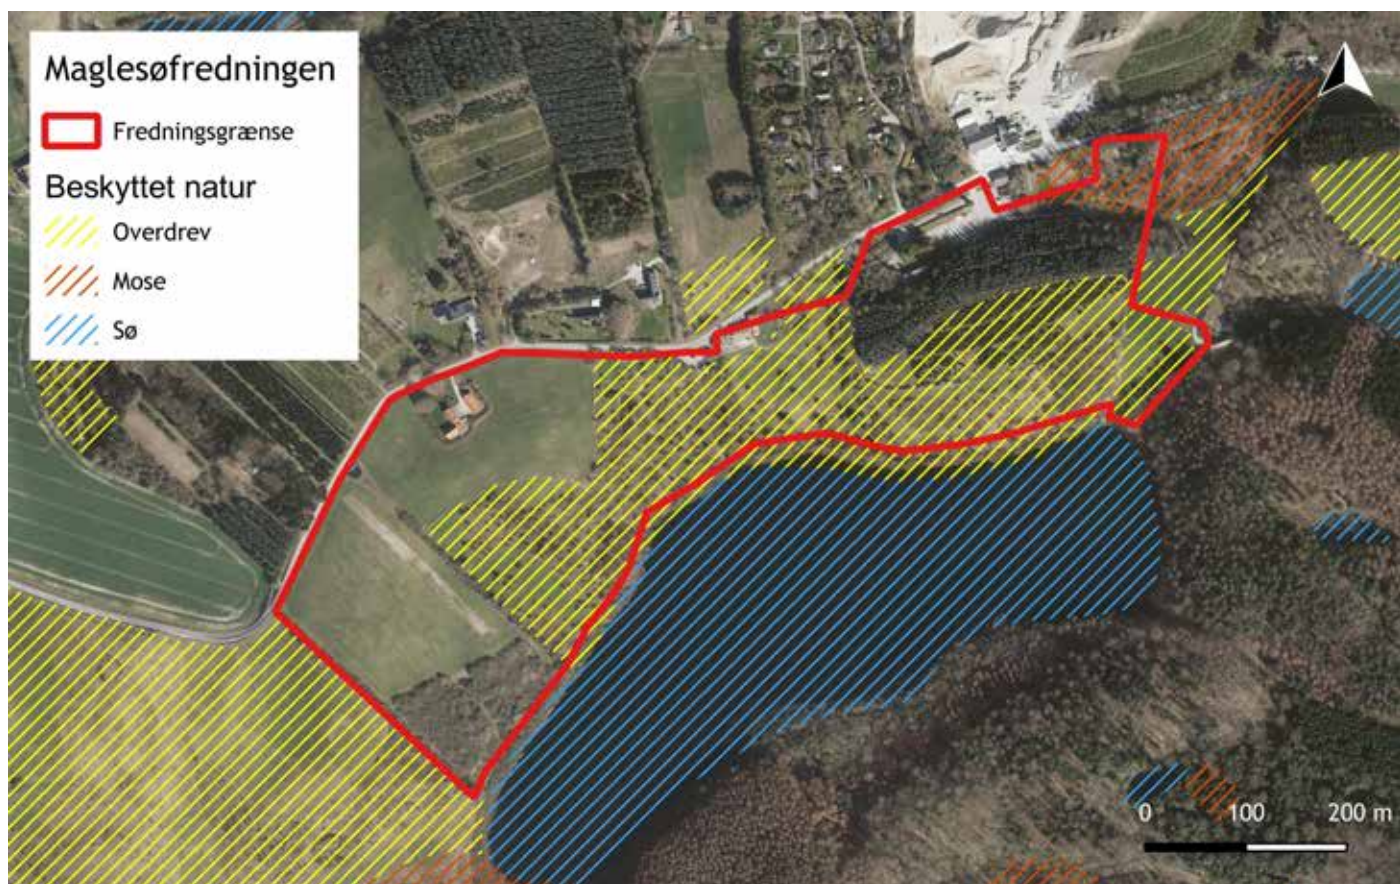 Maglesøfredningen
Fredningsgrænse
Beskyttet natur
Overdrev
Mose
Sø
0 100 200 m